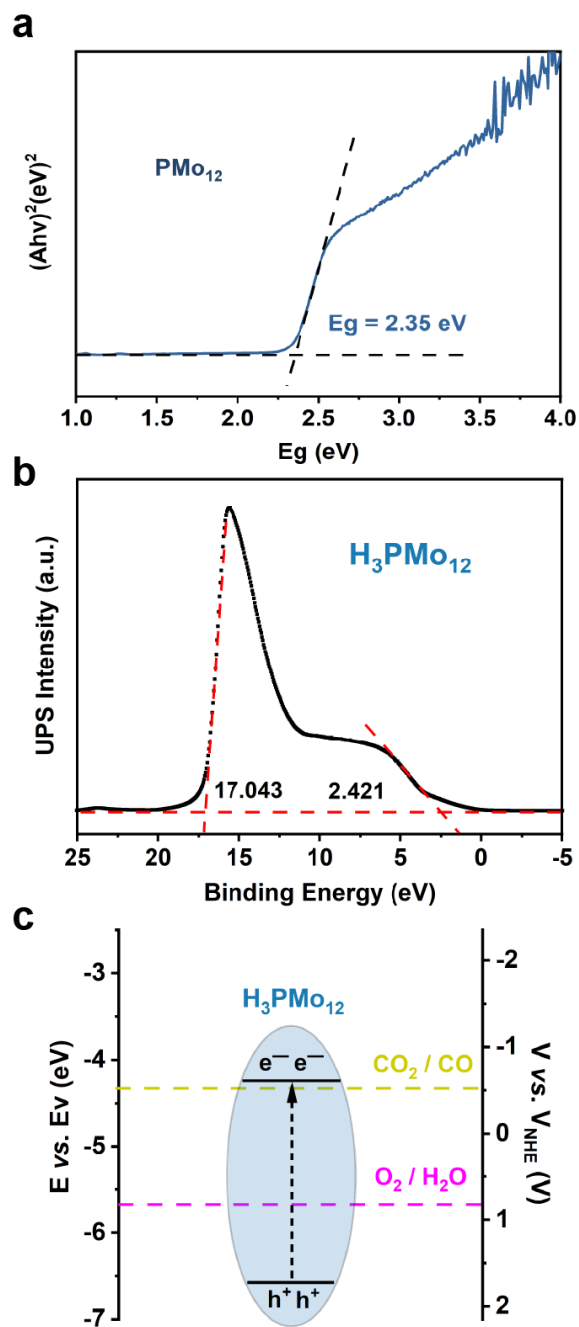 a
(Ahv)²(eV)²
PMo₁₂
Eg = 2.35 eV
1.0 1.5 2.0 2.5 3.0 3.5 4.0
Eg (eV)
b
UPS Intensity (a.u.)
H₃PMo₁₂
17.043 2.421
25 20 15 10 5 0 -5
Binding Energy (eV)
c
E vs. Ev (eV)
-3
-4
-5
-6
-7
H₃PMo₁₂
e⁻ e⁻
CO₂ / CO
O₂ / H₂O
h⁺ h⁺
-2
-1
0
1
2
V vs. V_NHE (V)